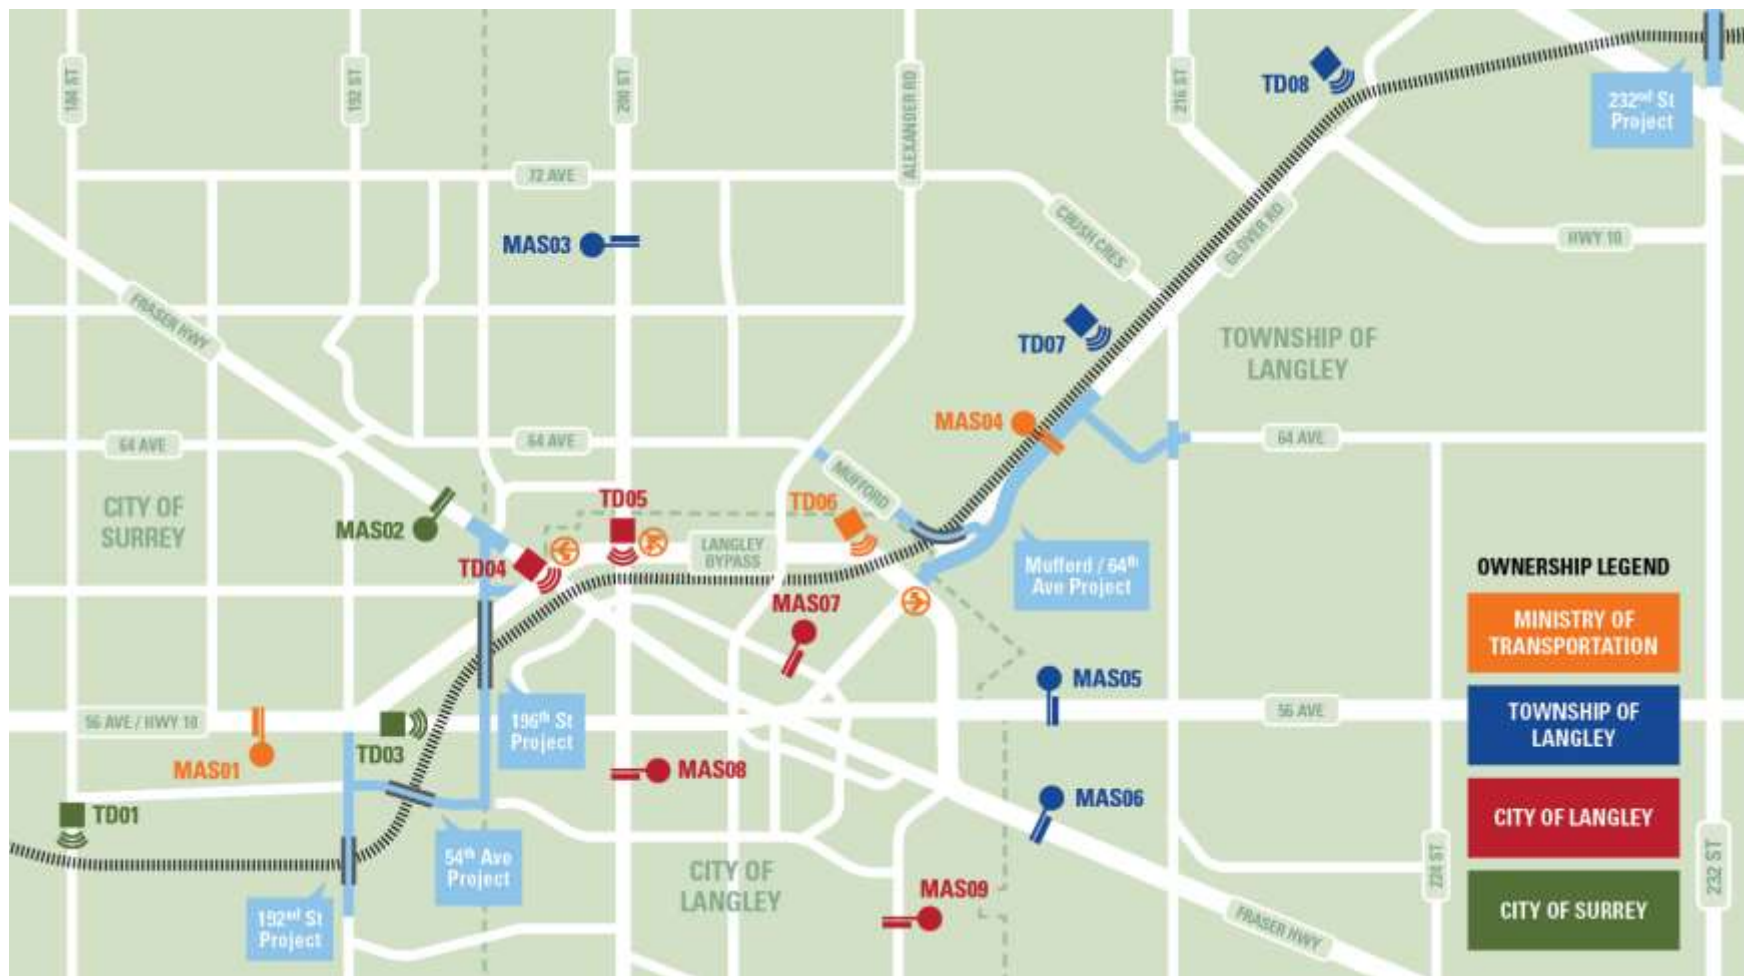 184 ST
192 ST
200 ST
ALEXANDER RD
216 ST
TD08
232nd St
Project
72 AVE
CRUSH CRES
GLOVER RD
HWY 10
MAS03
FRASER HWY
TD07
TOWNSHIP OF
LANGLEY
MAS04
64 AVE
64 AVE
64 AVE
MUFFORD
CITY OF
SURREY
MAS02
TD05
TD06
LANGLEY
BYPASS
TD04
Mufford / 64th
Ave Project
MAS07
OWNERSHIP LEGEND
MINISTRY OF
TRANSPORTATION
TOWNSHIP OF
LANGLEY
CITY OF LANGLEY
CITY OF SURREY
MAS05
56 AVE / HWY 10
196th St
Project
56 AVE
TD03
MAS01
MAS08
MAS06
TD01
54th Ave
Project
CITY OF
LANGLEY
MAS09
224 ST
232 ST
192nd St
Project
FRASER HWY